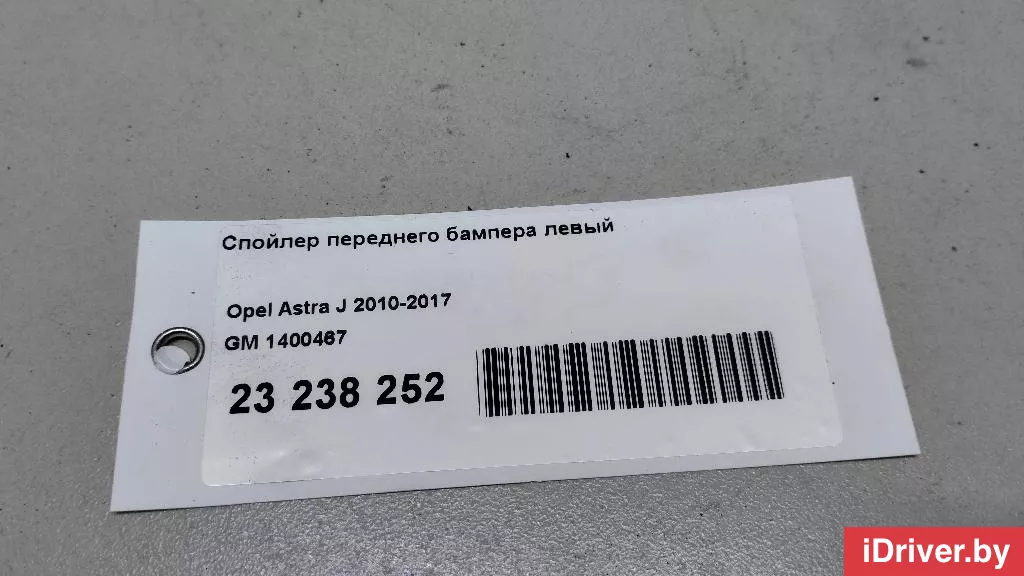 Спойлер переднего бампера левый
Opel Astra J 2010-2017
GM 1400467
23 238 252
iDriver.by